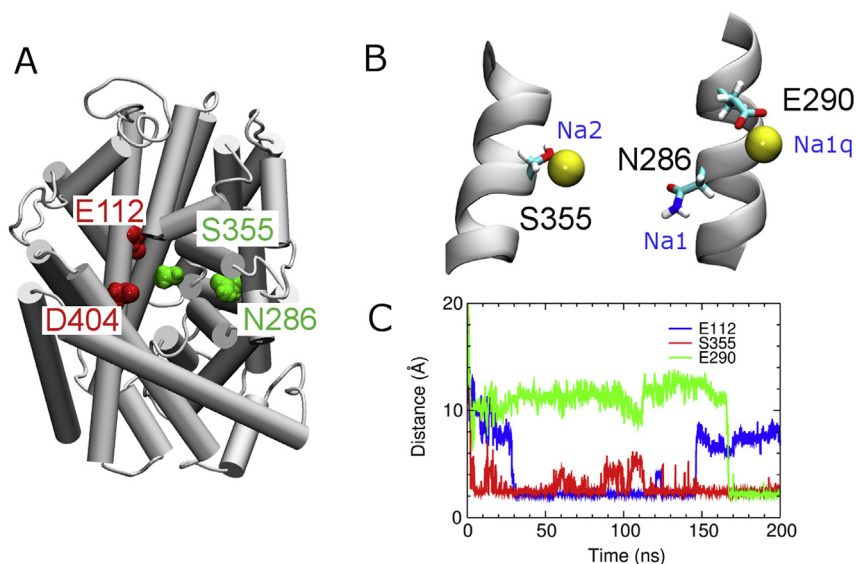 A
E112
S355
D404
N286
B
Na2
S355
E290
Na1q
N286
Na1
C
20
10
0
Distance (Å)
E112
S355
E290
0
50
100
150
200
Time (ns)